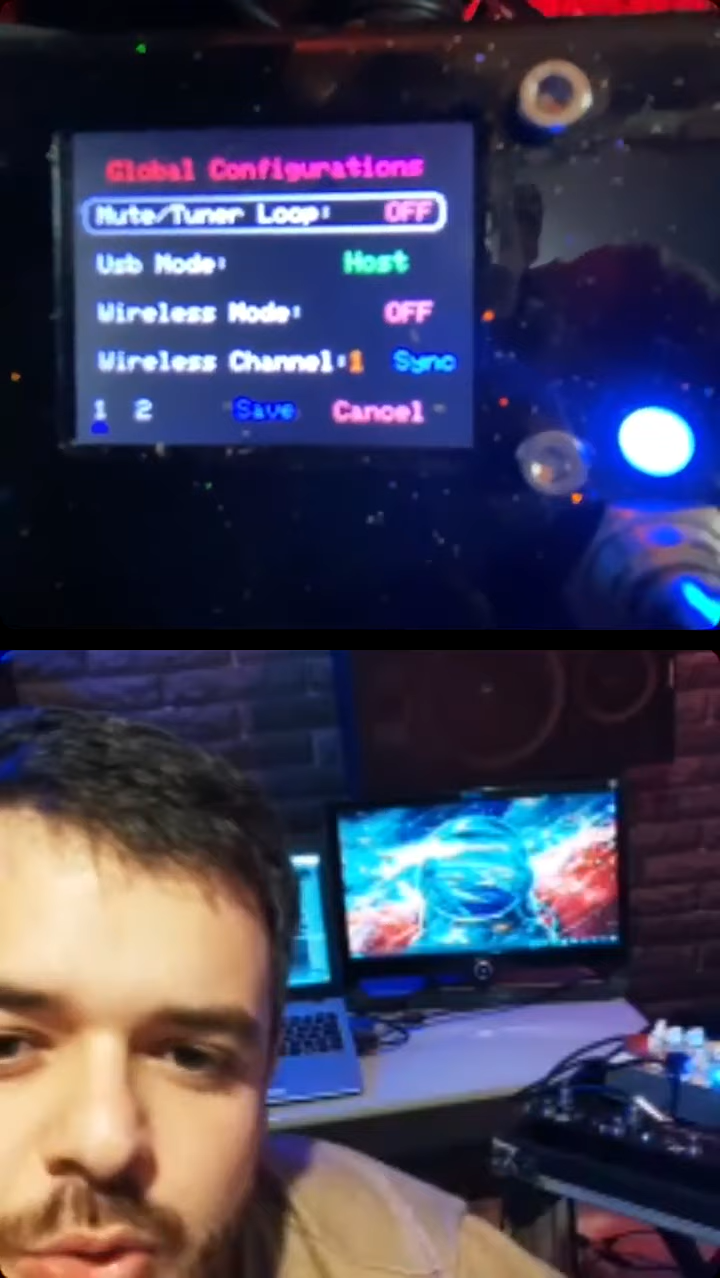 Global Configurations
Mute/Tuner Loop: OFF
Usb Mode: Host
Wireless Mode: OFF
Wireless Channel:1 Sync
1 2 Save Cancel